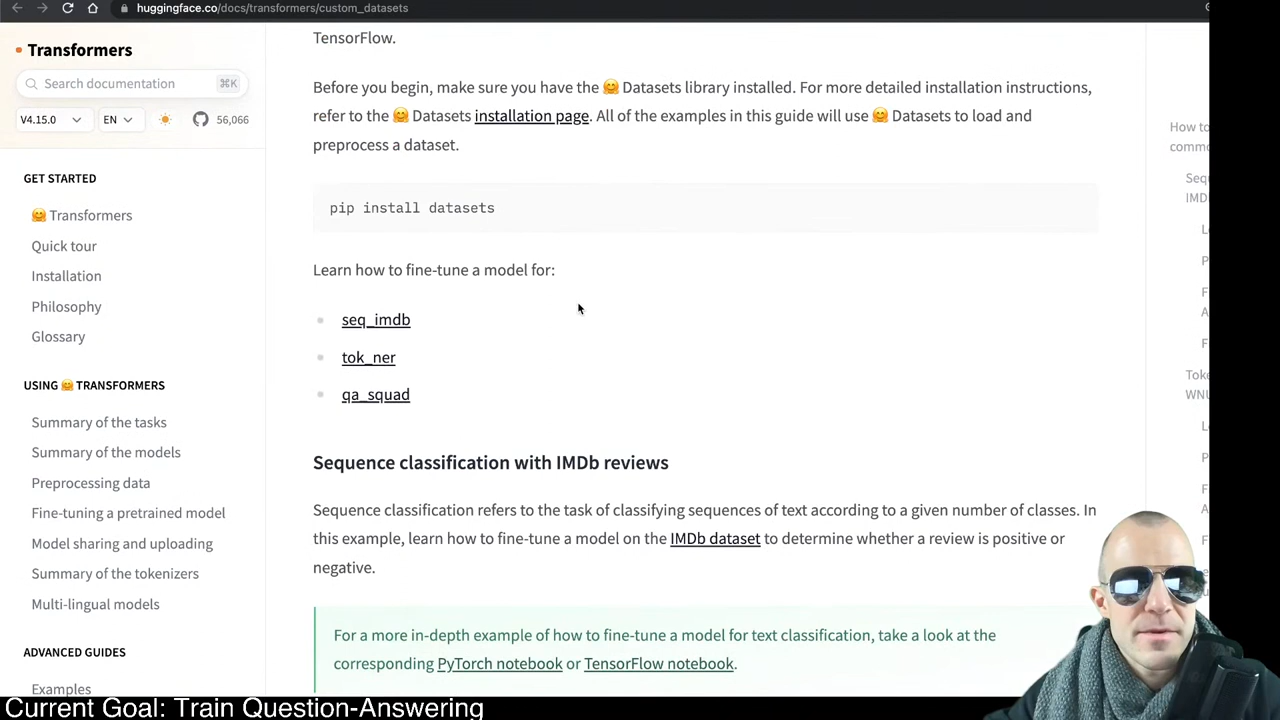 huggingface.co/docs/transformers/custom_datasets
Transformers
Search documentation ⌘K
V4.15.0 EN 56,066
GET STARTED
🤗 Transformers
Quick tour
Installation
Philosophy
Glossary
USING 🤗 TRANSFORMERS
Summary of the tasks
Summary of the models
Preprocessing data
Fine-tuning a pretrained model
Model sharing and uploading
Summary of the tokenizers
Multi-lingual models
ADVANCED GUIDES
Examples
TensorFlow.
Before you begin, make sure you have the 🤗 Datasets library installed. For more detailed installation instructions,
refer to the 🤗 Datasets installation page. All of the examples in this guide will use 🤗 Datasets to load and
preprocess a dataset.
pip install datasets
Learn how to fine-tune a model for:
seq_imdb
tok_ner
qa_squad
Sequence classification with IMDb reviews
Sequence classification refers to the task of classifying sequences of text according to a given number of classes. In
this example, learn how to fine-tune a model on the IMDb dataset to determine whether a review is positive or
negative.
For a more in-depth example of how to fine-tune a model for text classification, take a look at the
corresponding PyTorch notebook or TensorFlow notebook.
How to
Current Goal: Train Question-Answering